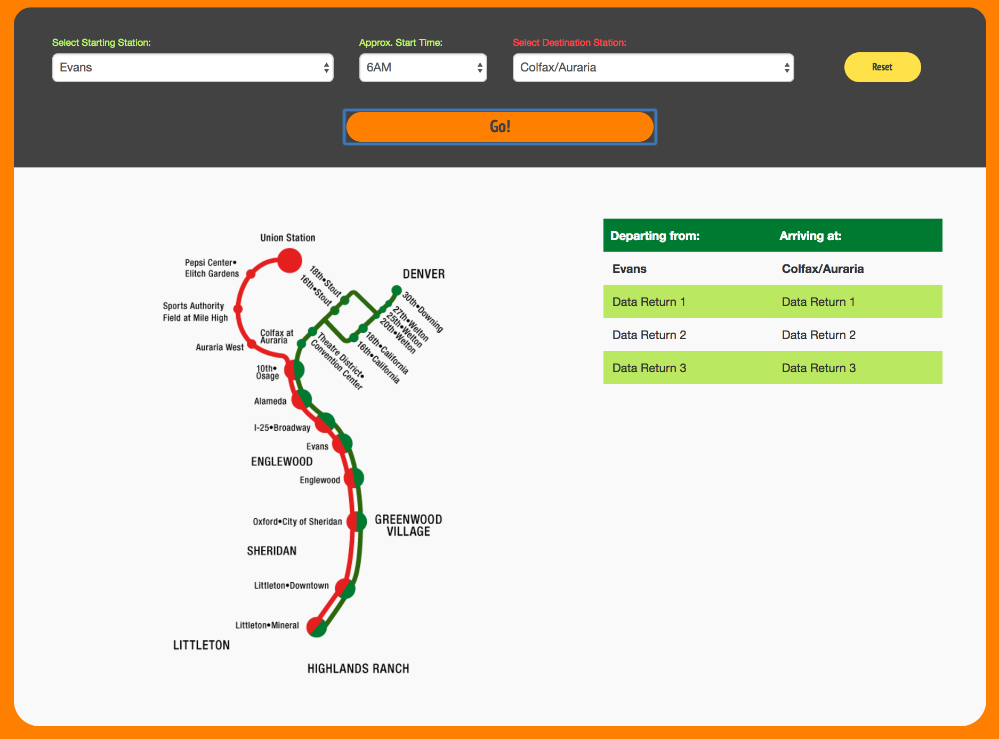 Select Starting Station:
Approx. Start Time:
Select Destination Station:
Evans
6AM
Colfax/Auraria
Reset
Go!
Union Station
Pepsi Center•
Elitch Gardens
Sports Authority
Field at Mile High
Auraria West
Colfax at
Auraria
10th•
Osage
Alameda
I-25•Broadway
Evans
ENGLEWOOD
Englewood
Oxford•City of Sheridan
SHERIDAN
Littleton•Downtown
Littleton•Mineral
LITTLETON
HIGHLANDS RANCH
GREENWOOD
VILLAGE
DENVER
18th•Stout
16th•Stout
30th•Downing
27th•Welton
25th•Welton
20th•Welton
18th•California
16th•California
Theatre District•
Convention Center
Departing from:
Arriving at:
Evans
Colfax/Auraria
Data Return 1
Data Return 1
Data Return 2
Data Return 2
Data Return 3
Data Return 3